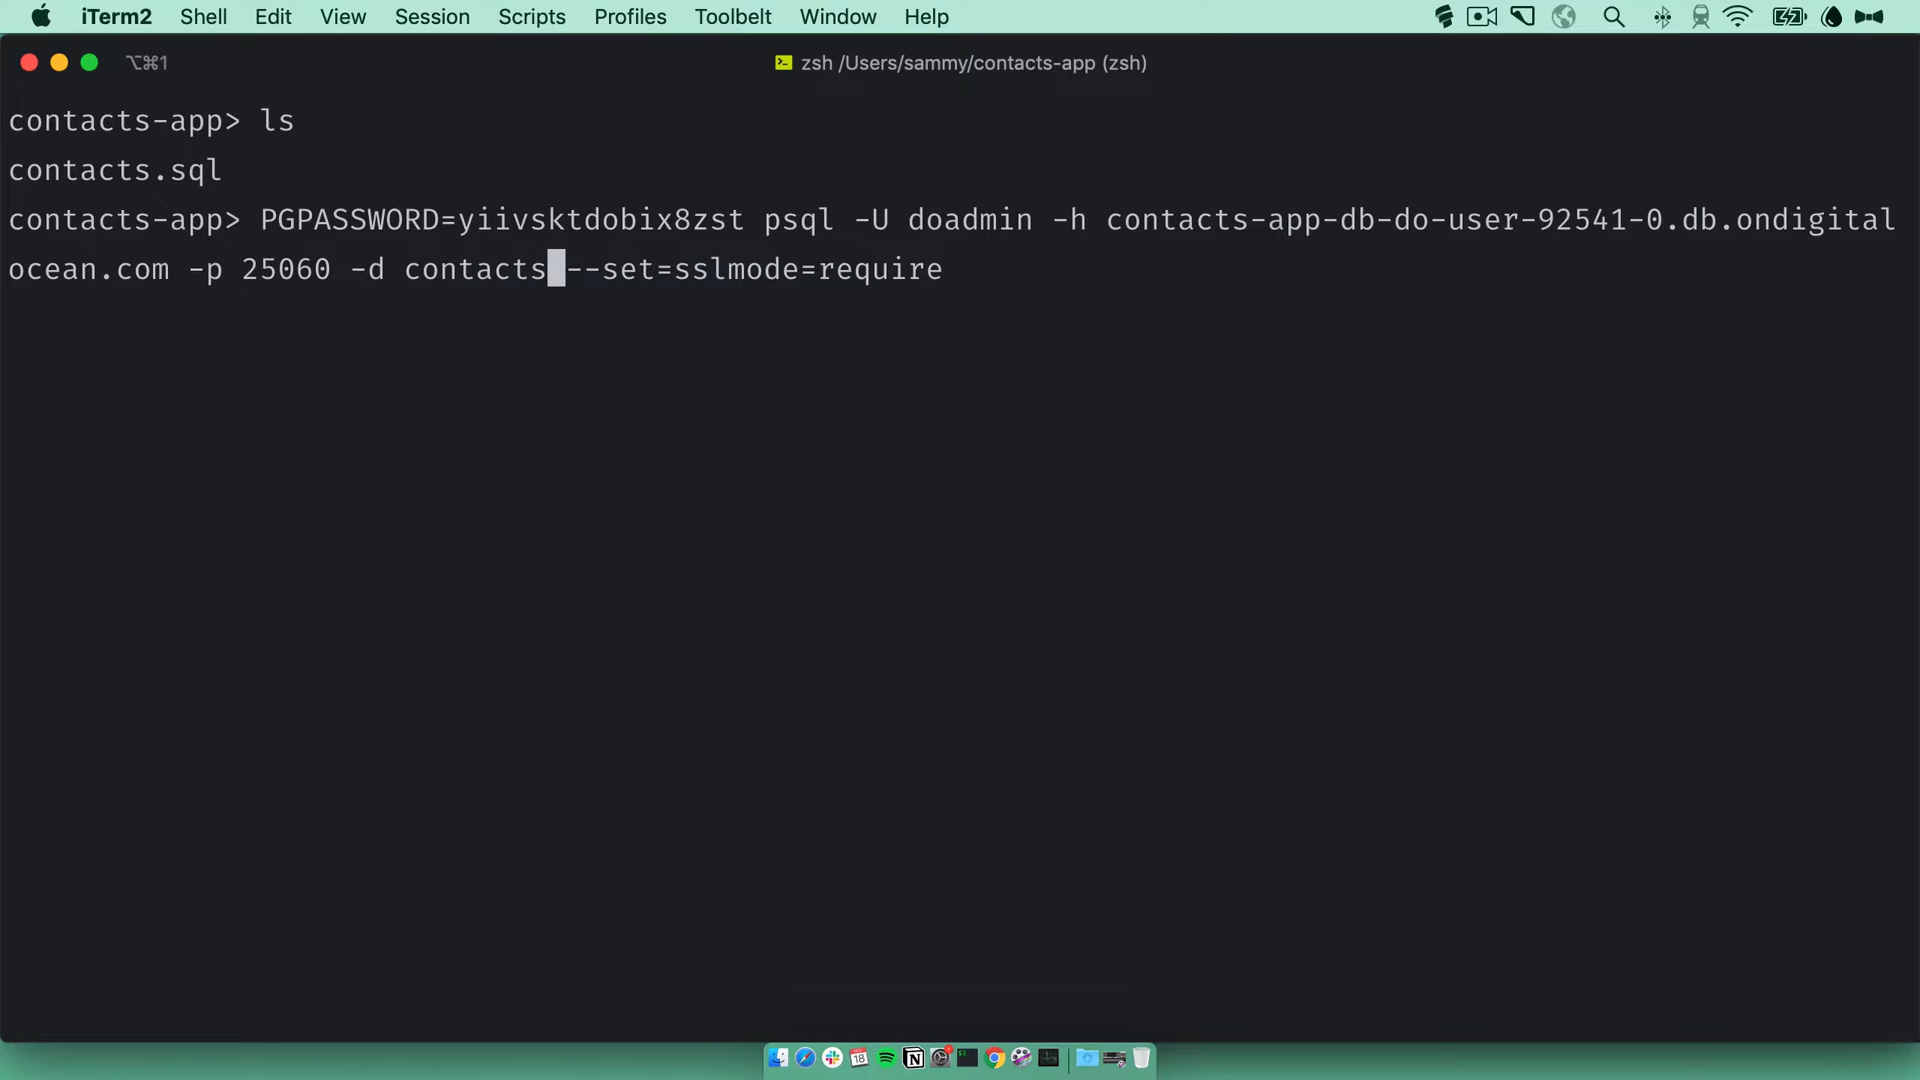 iTerm2 Shell Edit View Session Scripts Profiles Toolbelt Window Help
⌥⌘1 zsh /Users/sammy/contacts-app (zsh)
contacts-app> ls
contacts.sql
contacts-app> PGPASSWORD=yiivsktdobix8zst psql -U doadmin -h contacts-app-db-do-user-92541-0.db.ondigital
ocean.com -p 25060 -d contacts --set=sslmode=require
18